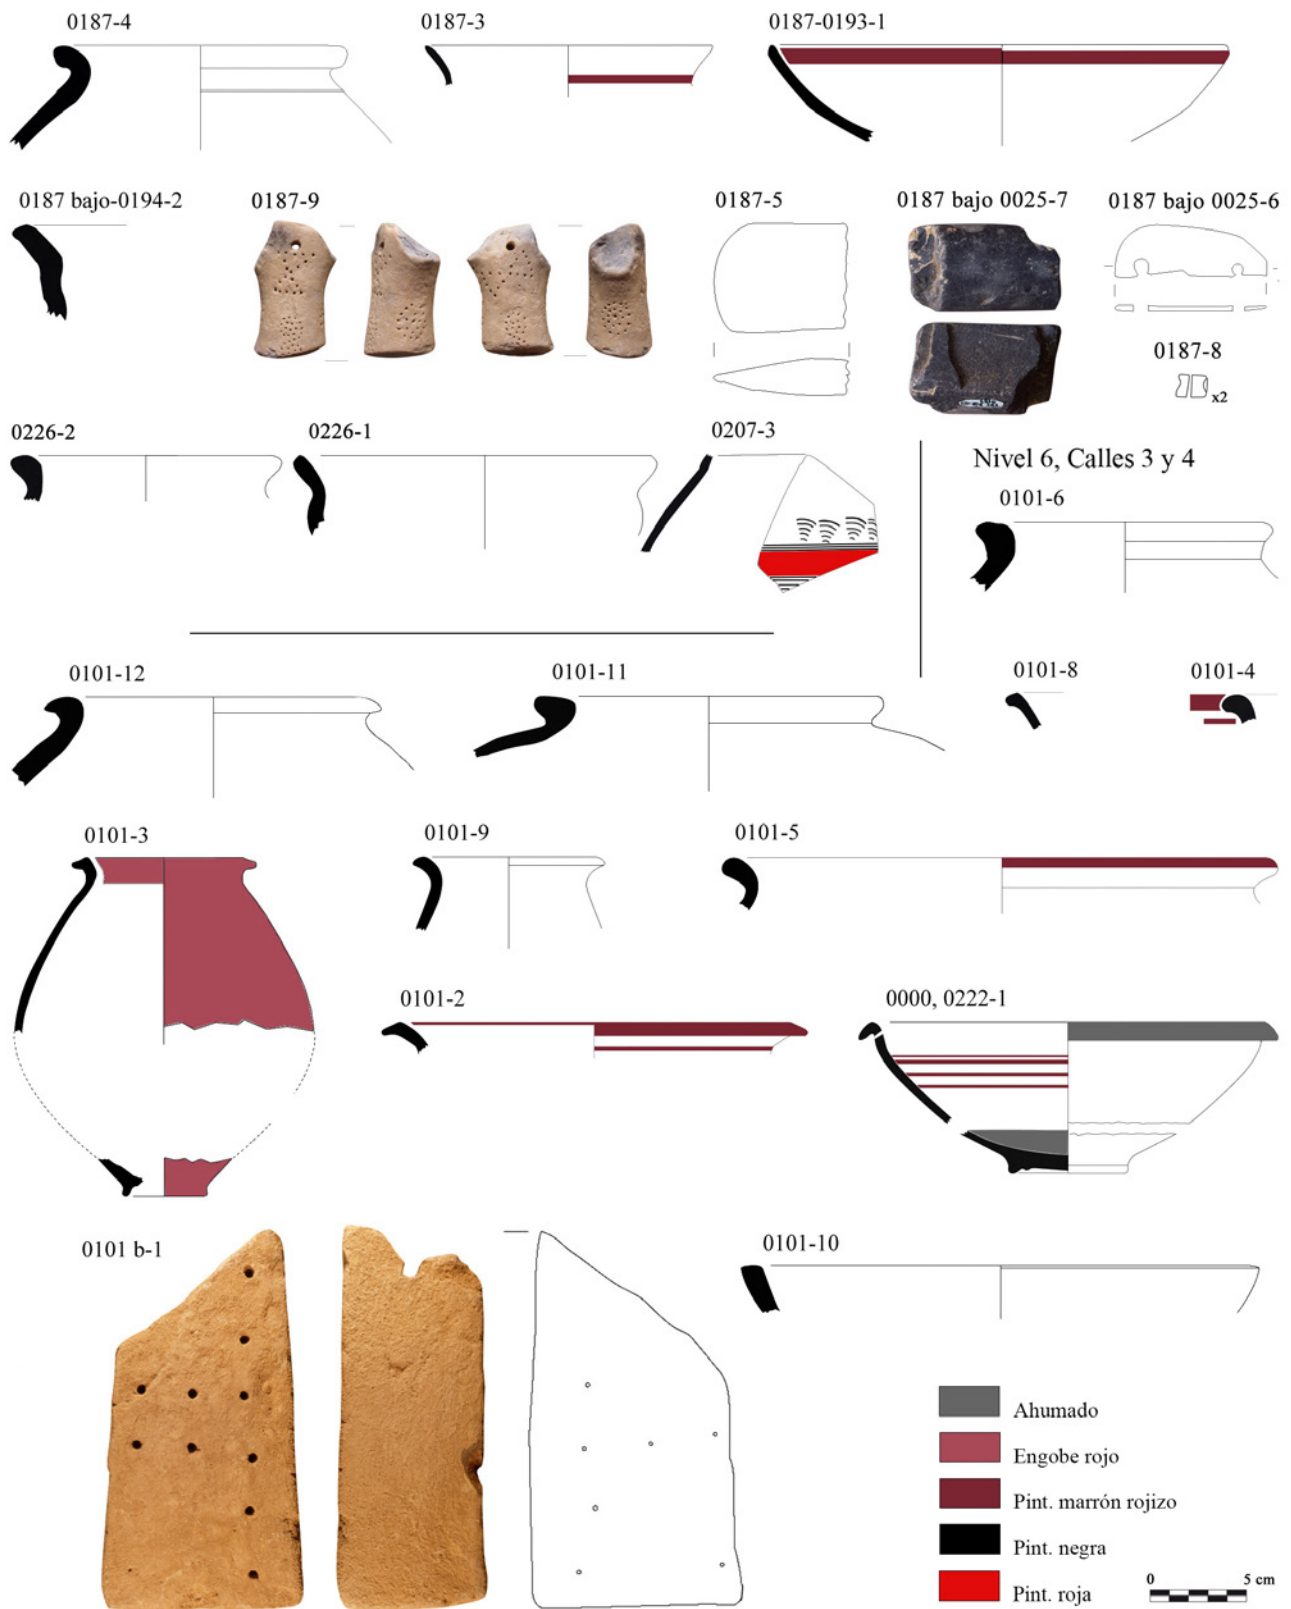 0187-4
0187-3
0187-0193-1
0187 bajo-0194-2
0187-9
0187-5
0187 bajo 0025-7
0187 bajo 0025-6
0187-8
x2
0226-2
0226-1
0207-3
Nivel 6, Calles 3 y 4
0101-6
0101-12
0101-11
0101-8
0101-4
0101-3
0101-9
0101-5
0101-2
0000, 0222-1
0101 b-1
0101-10
Ahumado
Engobe rojo
Pint. marrón rojizo
Pint. negra
Pint. roja
0 5 cm